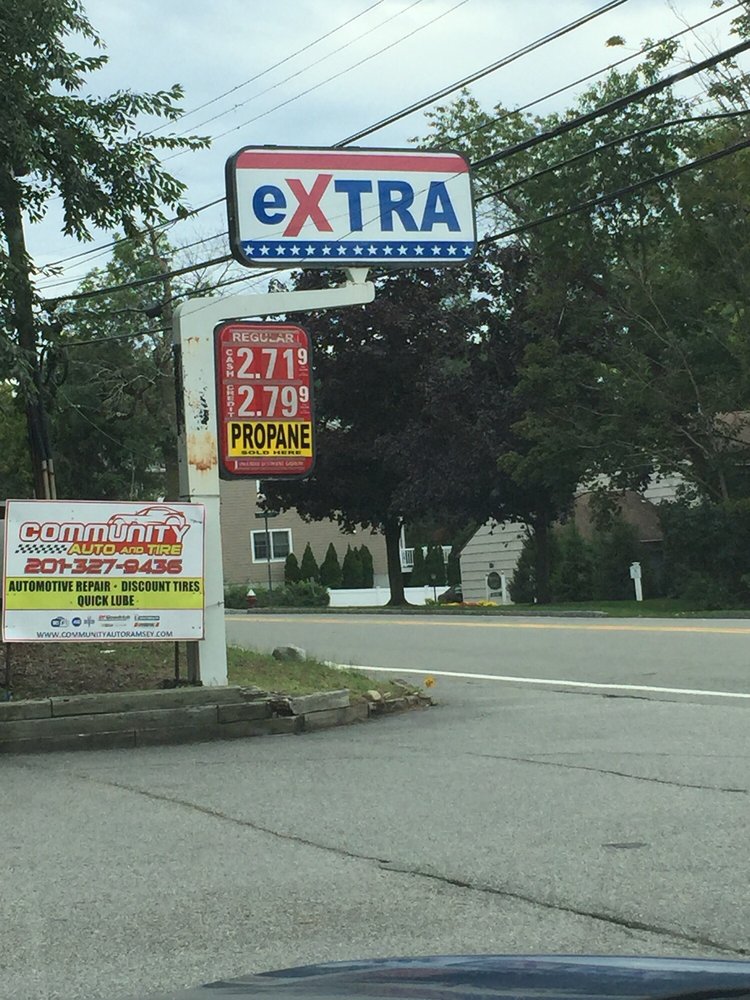 eXTRA
REGULAR
CASH 2.71 9
CREDIT 2.79 9
PROPANE
SOLD HERE
COMMUNITY
AUTO AND TIRE
201-327-9436
AUTOMOTIVE REPAIR • DISCOUNT TIRES
QUICK LUBE
WWW.COMMUNITYAUTORAMSEY.COM